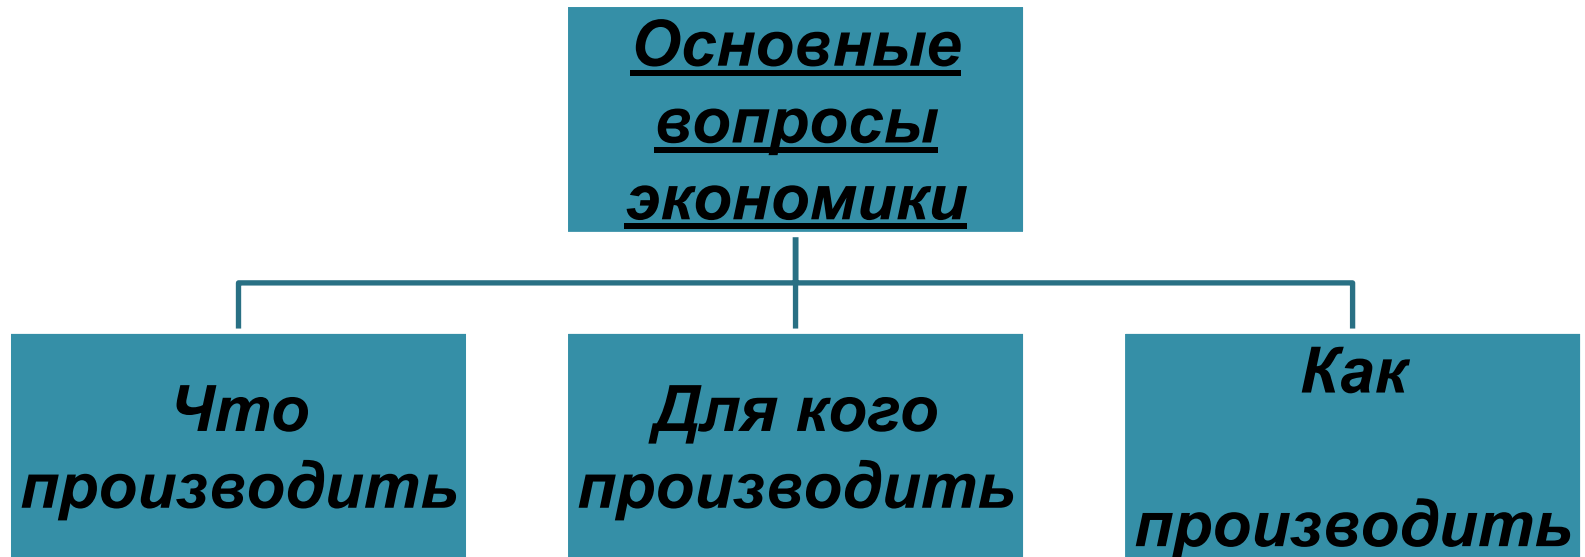 Основные
вопросы
экономики
Что
производить
Для кого
производить
Как
производить